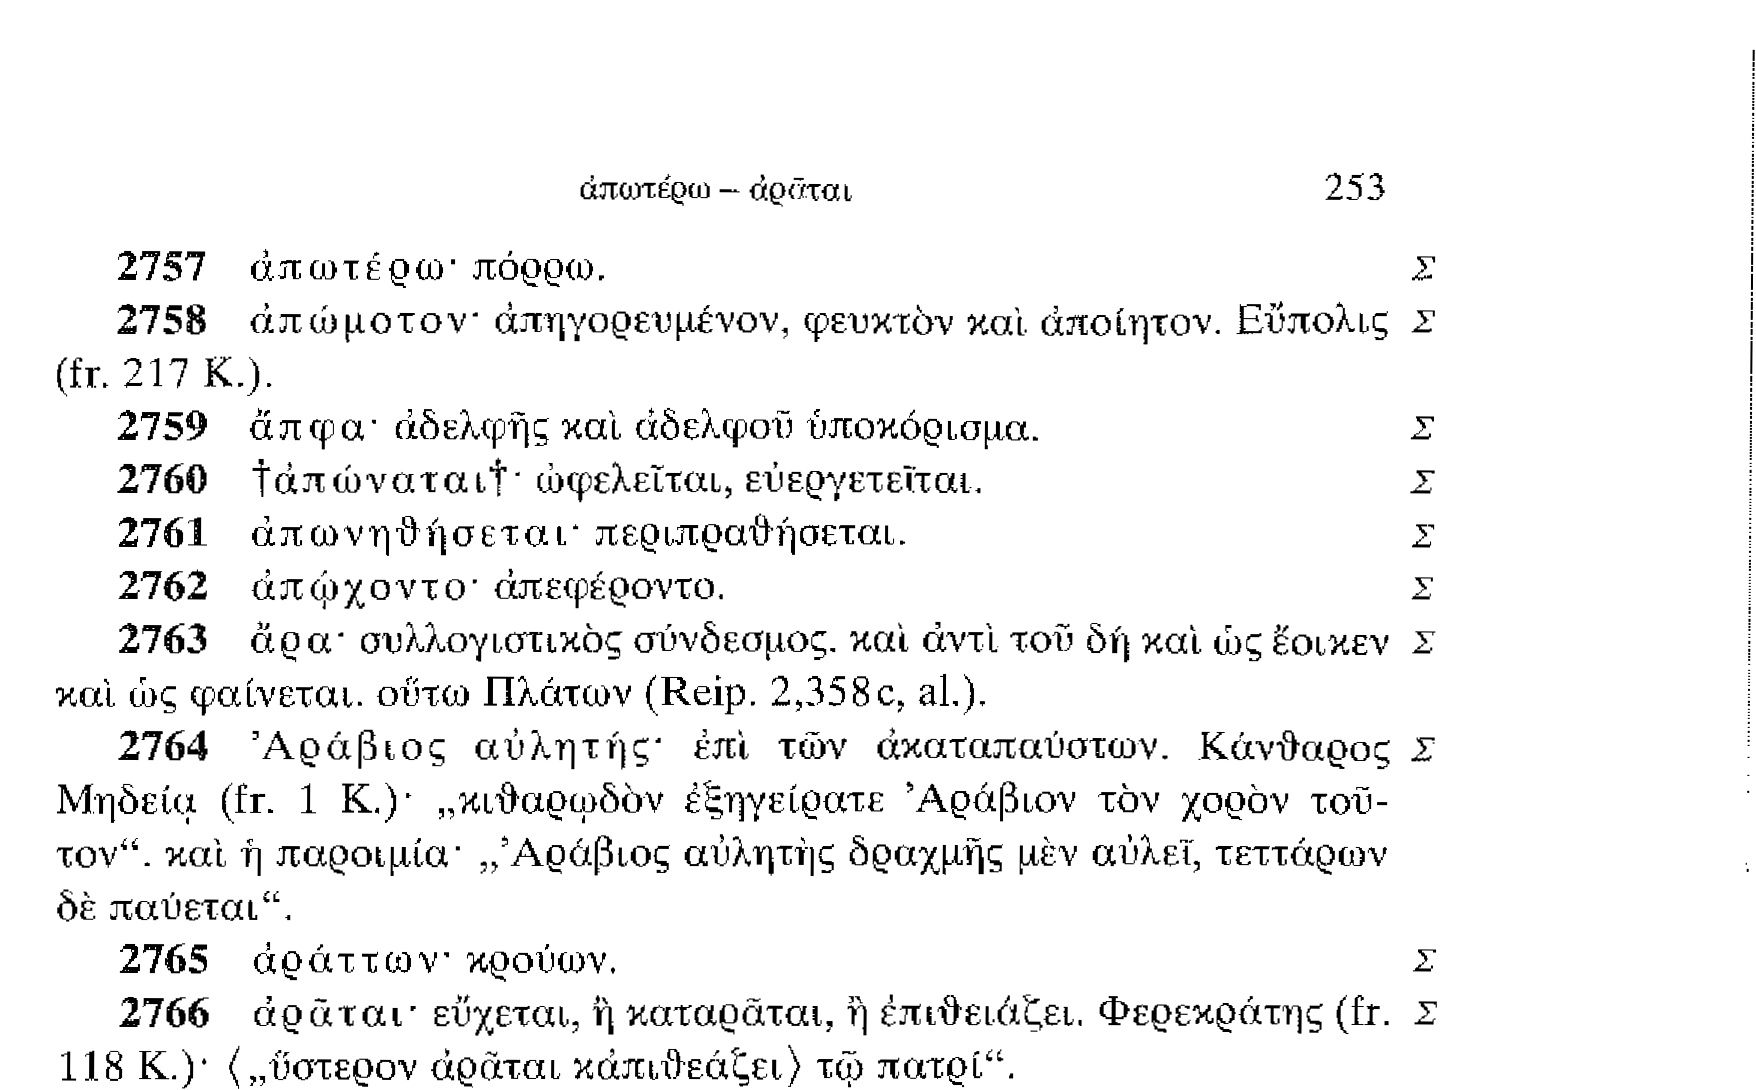 ἀπωτέρω – ἀρᾶται 253
2757 ἀπωτέρω· πόρρω. Σ
2758 ἀπώμοτον· ἀπηγορευμένον, φευκτὸν καὶ ἀποίητον. Εὔπολις Σ
(fr. 217 K.).
2759 ἄπφα· ἀδελφῆς καὶ ἀδελφοῦ ὑποκόρισμα. Σ
2760 †ἀπώναται†· ὠφελεῖται, εὐεργετεῖται. Σ
2761 ἀπωνηθήσεται· περιπραθήσεται. Σ
2762 ἀπῴχοντο· ἀπεφέροντο. Σ
2763 ἄρα· συλλογιστικὸς σύνδεσμος. καὶ ἀντὶ τοῦ δή καὶ ὡς ἔοικεν Σ
καὶ ὡς φαίνεται. οὕτω Πλάτων (Reip. 2,358c, al.).
2764 Ἀράβιος αὐλητής· ἐπὶ τῶν ἀκαταπαύστων. Κάνθαρος Σ
Μηδείᾳ (fr. 1 K.)· „κιθαρῳδὸν ἐξηγείρατε Ἀράβιον τὸν χορὸν τοῦ-
τον“. καὶ ἡ παροιμία· „Ἀράβιος αὐλητὴς δραχμῆς μὲν αὐλεῖ, τεττάρων
δὲ παύεται“.
2765 ἀράττων· κρούων. Σ
2766 ἀρᾶται· εὔχεται, ἢ καταρᾶται, ἢ ἐπιθειάζει. Φερεκράτης (fr. Σ
118 K.)· ⟨„ὕστερον ἀρᾶται κἀπιθεάζει⟩ τῷ πατρί“.